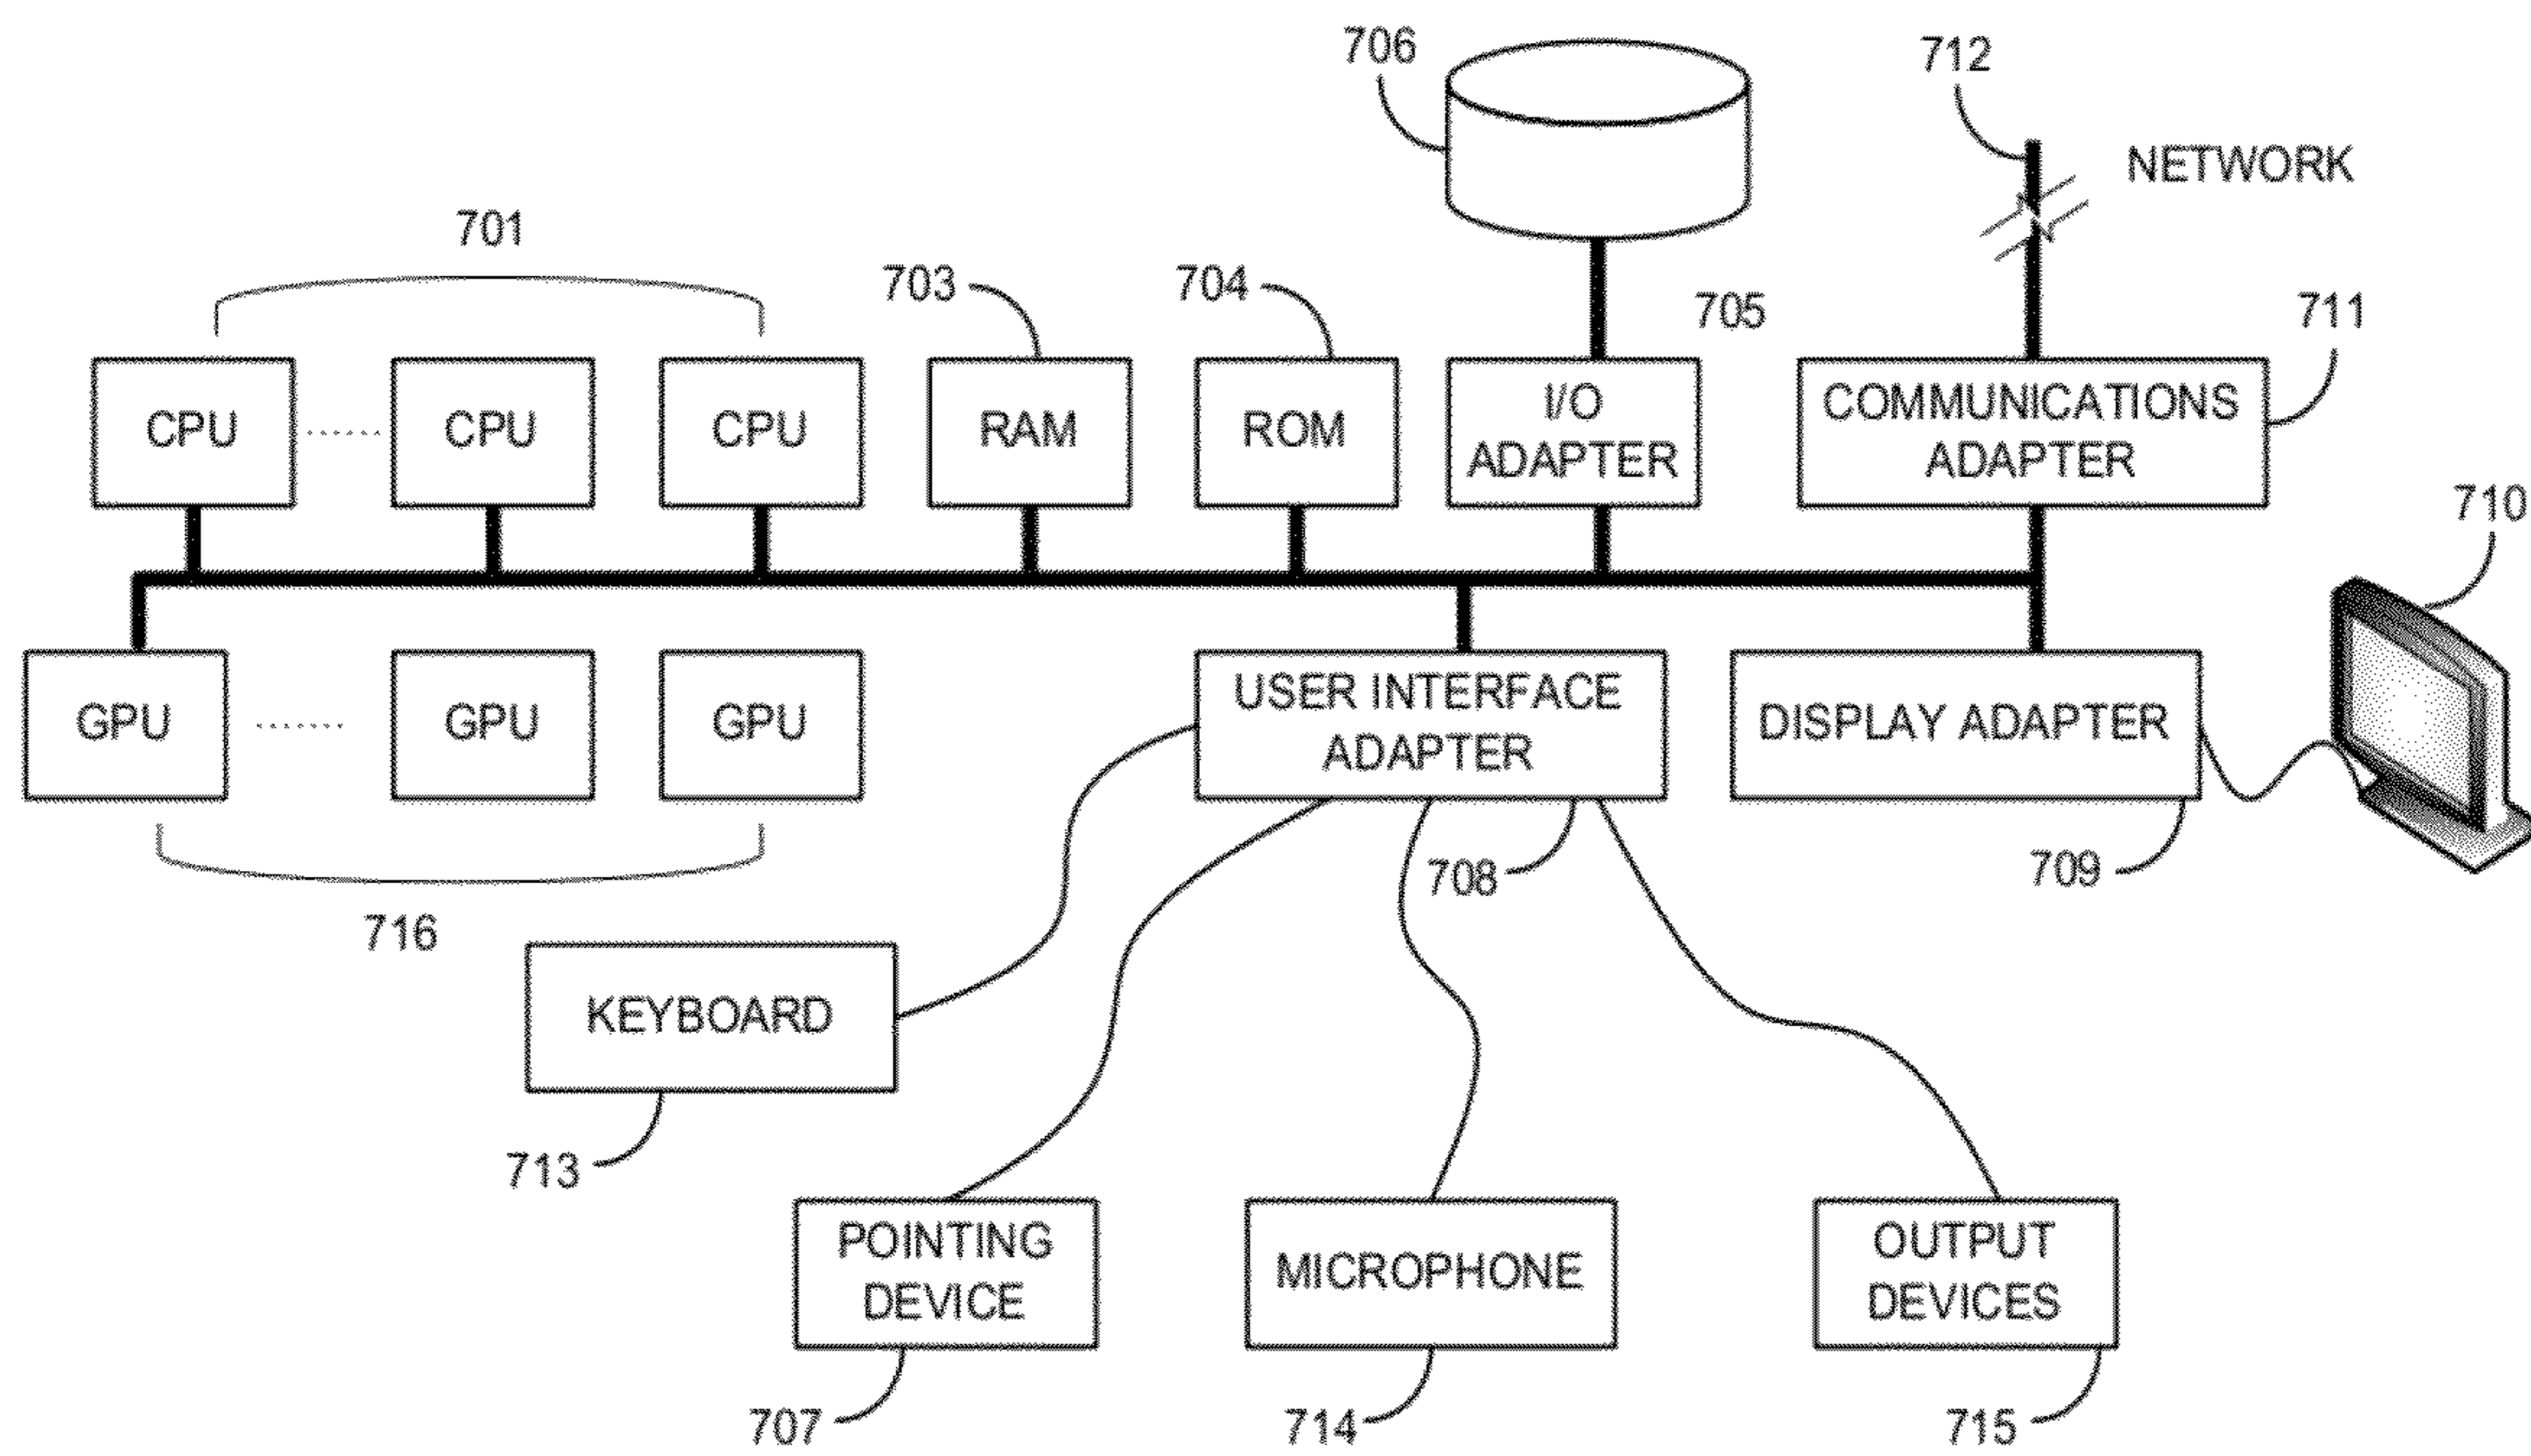 706
712
NETWORK
701
703
704
705
711
CPU
CPU
CPU
RAM
ROM
I/O
ADAPTER
COMMUNICATIONS
ADAPTER
710
GPU
GPU
GPU
USER INTERFACE
ADAPTER
DISPLAY ADAPTER
708
709
716
KEYBOARD
713
POINTING
DEVICE
MICROPHONE
OUTPUT
DEVICES
707
714
715